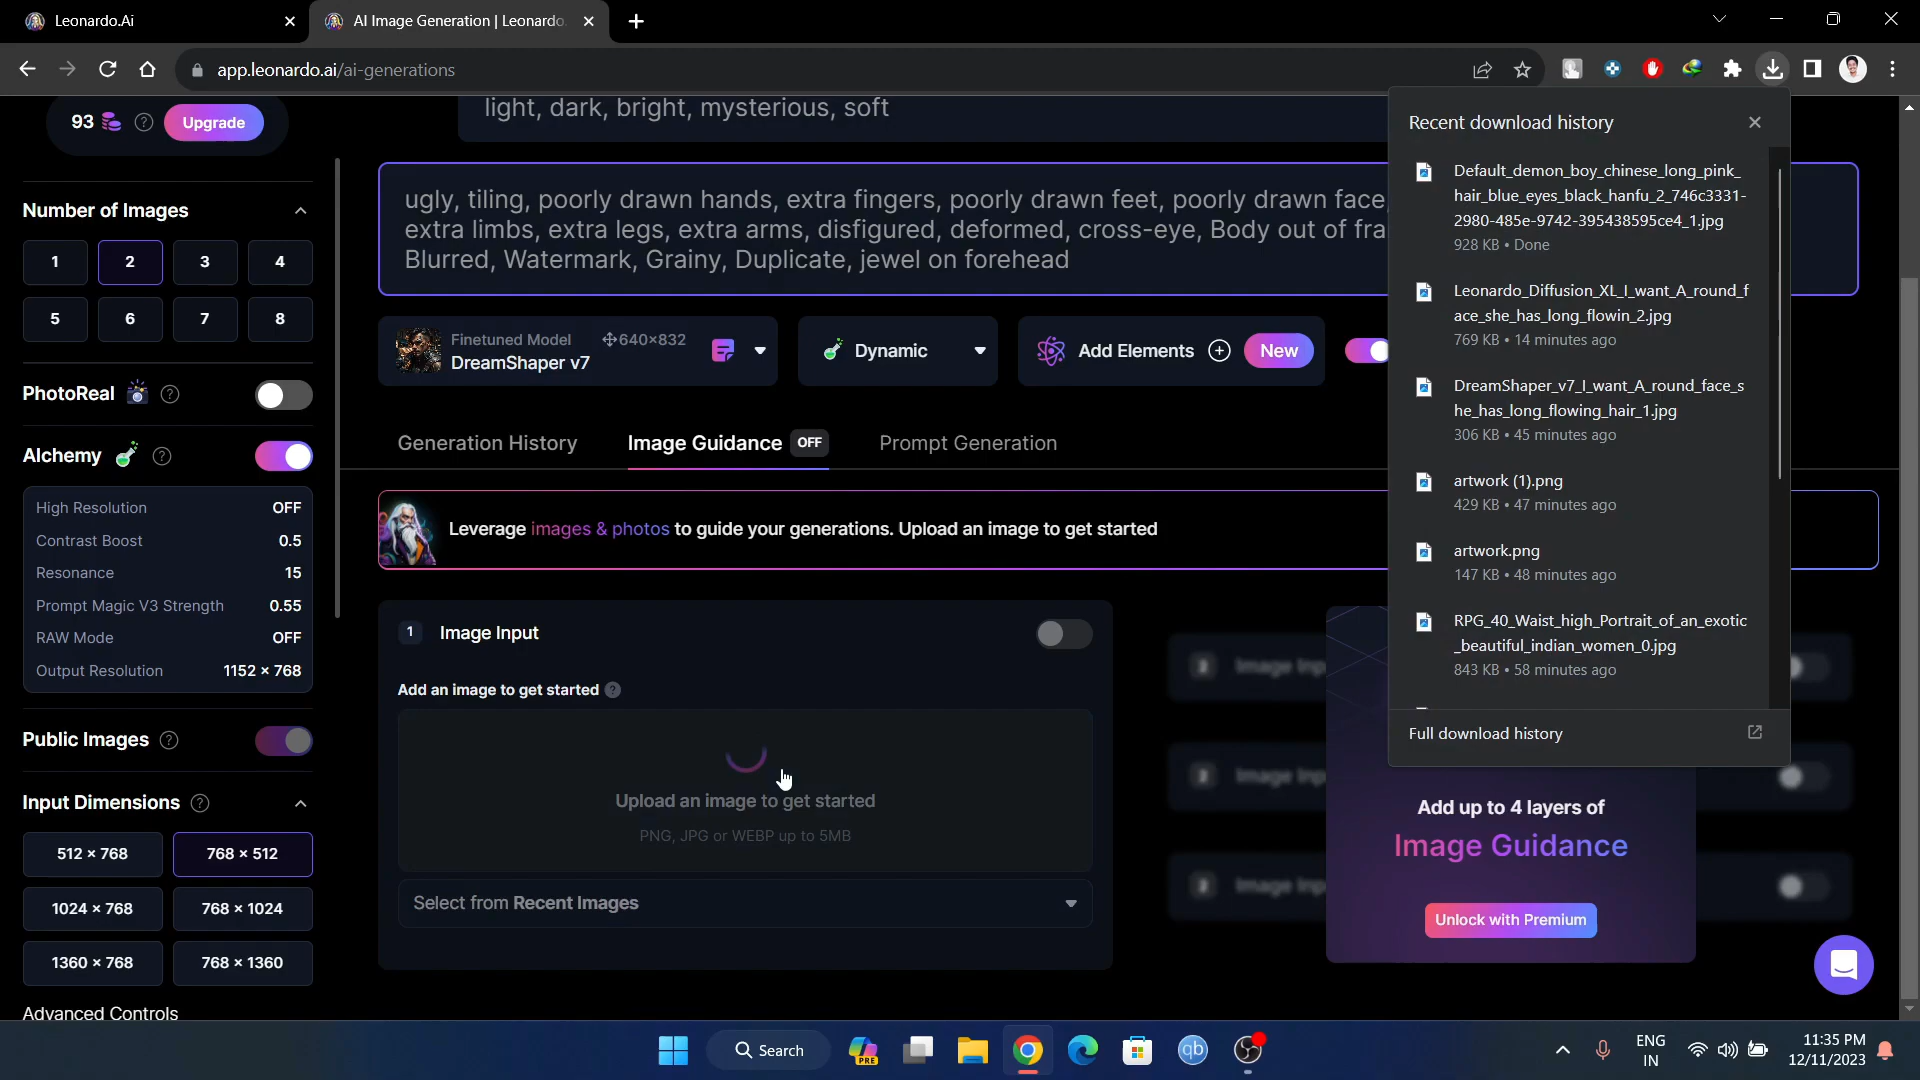 Leonardo.Ai
AI Image Generation | Leonardo.
app.leonardo.ai/ai-generations
93
Upgrade
Number of Images
1
2
3
4
5
6
7
8
PhotoReal
Alchemy
High Resolution OFF
Contrast Boost 0.5
Resonance 15
Prompt Magic V3 Strength 0.55
RAW Mode OFF
Output Resolution 1152 × 768
Public Images
Input Dimensions
512 × 768
768 × 512
1024 × 768
768 × 1024
1360 × 768
768 × 1360
Advanced Controls
light, dark, bright, mysterious, soft
ugly, tiling, poorly drawn hands, extra fingers, poorly drawn feet, poorly drawn face,
extra limbs, extra legs, extra arms, disfigured, deformed, cross-eye, Body out of fra
Blurred, Watermark, Grainy, Duplicate, jewel on forehead
Finetuned Model 640×832
DreamShaper v7
Dynamic
Add Elements
New
Generation History
Image Guidance OFF
Prompt Generation
Leverage images & photos to guide your generations. Upload an image to get started
1 Image Input
Add an image to get started
Upload an image to get started
PNG, JPG or WEBP up to 5MB
Select from Recent Images
2 Image Inp
2 Image Inp
2 Image Inp
Add up to 4 layers of
Image Guidance
Unlock with Premium
Recent download history
Default_demon_boy_chinese_long_pink_
hair_blue_eyes_black_hanfu_2_746c3331-
2980-485e-9742-395438595ce4_1.jpg
928 KB • Done
Leonardo_Diffusion_XL_I_want_A_round_f
ace_she_has_long_flowin_2.jpg
769 KB • 14 minutes ago
DreamShaper_v7_I_want_A_round_face_s
he_has_long_flowing_hair_1.jpg
306 KB • 45 minutes ago
artwork (1).png
429 KB • 47 minutes ago
artwork.png
147 KB • 48 minutes ago
RPG_40_Waist_high_Portrait_of_an_exotic
_beautiful_indian_women_0.jpg
843 KB • 58 minutes ago
Full download history
Search
PRE
qb
ENG
IN
11:35 PM
12/11/2023